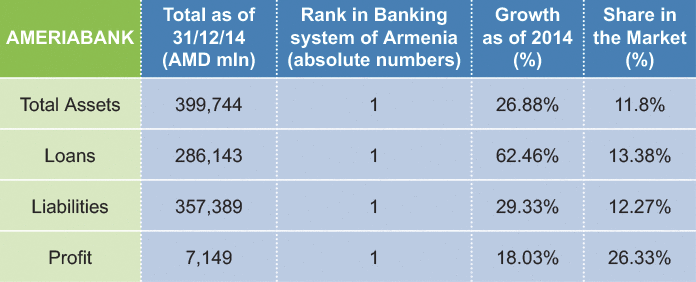 AMERIABANK
Total as of
31/12/14
(AMD mln)
Rank in Banking
system of Armenia
(absolute numbers)
Growth
as of 2014
(%)
Share in
the Market
(%)
Total Assets 399,744 1 26.88% 11.8%
Loans 286,143 1 62.46% 13.38%
Liabilities 357,389 1 29.33% 12.27%
Profit 7,149 1 18.03% 26.33%